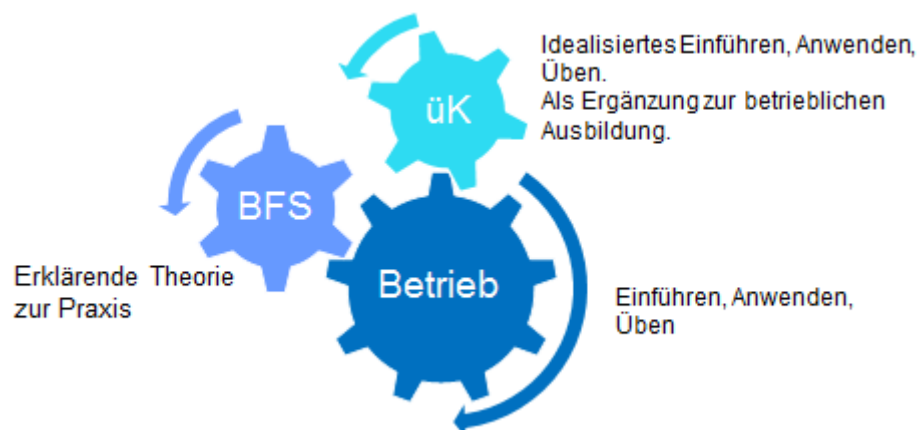 Idealisiertes Einführen, Anwenden,
Üben.
Als Ergänzung zur betrieblichen
Ausbildung.
üK
BFS
Betrieb
Erklärende Theorie
zur Praxis
Einführen, Anwenden,
Üben